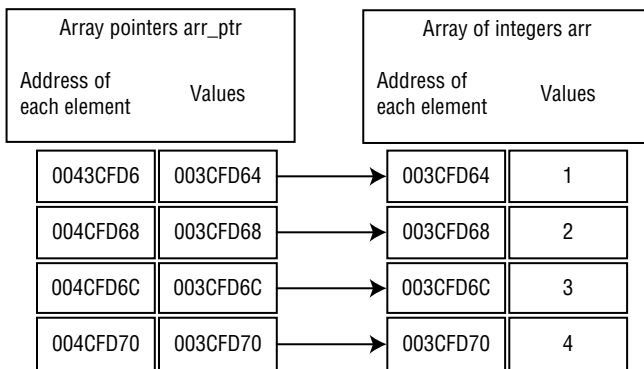 Array pointers arr_ptr
Address of
each element
Values
Array of integers arr
Address of
each element
Values
0043CFD6 003CFD64 003CFD64 1
004CFD68 003CFD68 003CFD68 2
004CFD6C 003CFD6C 003CFD6C 3
004CFD70 003CFD70 003CFD70 4